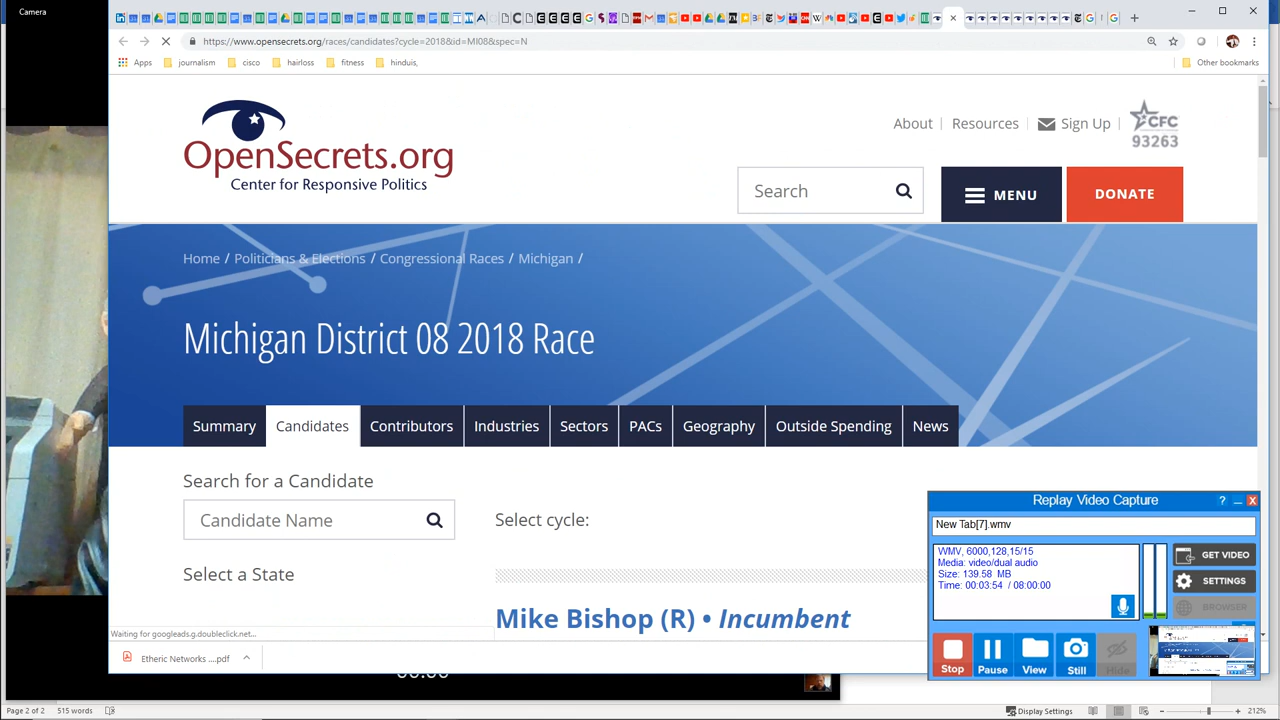 Camera
https://www.opensecrets.org/races/candidates?cycle=2018&id=MI08&spec=N
Apps journalism cisco hairloss fitness hinduis, Other bookmarks
OpenSecrets.org
Center for Responsive Politics
About Resources Sign Up CFC 93263
Search MENU DONATE
Home / Politicians & Elections / Congressional Races / Michigan /
Michigan District 08 2018 Race
Summary Candidates Contributors Industries Sectors PACs Geography Outside Spending News
Search for a Candidate
Candidate Name
Select cycle:
Select a State
Mike Bishop (R) • Incumbent
Waiting for googleads.g.doubleclick.net...
Etheric Networks ....pdf
Replay Video Capture
New Tab[7].wmv
WMV, 6000,128,15/15
Media: video/dual audio
Size: 139.58 MB
Time: 00:03:54 / 08:00:00
GET VIDEO
SETTINGS
BROWSER
Stop Pause View Still Hide
Page 2 of 2 515 words Display Settings 212%